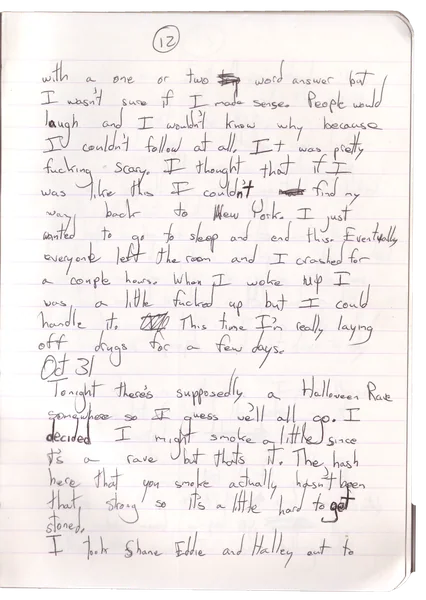 12
with a one or two word answer but
I wasn't sure if I made sense. People would
laugh and I wouldn't know why because
I couldn't follow at all. It was pretty
fucking scary. I thought that if I
was like this I couldn't find my
way back to New York. I just
wanted to go to sleep and end this. Eventually
everyone left the room and I crashed for
a couple hours. When I woke up I
was a little fucked up but I could
handle it. This time I'm really laying
off drugs for a few days.
Oct 31
Tonight there's supposedly a Halloween Rave
somewhere so I guess we'll all go. I
decided I might smoke a little since
it's a rave but thats it. The hash
here that you smoke actually hasn't been
that strong so it's a little hard to get
stoned.
I took Shane Eddie and Halley out to